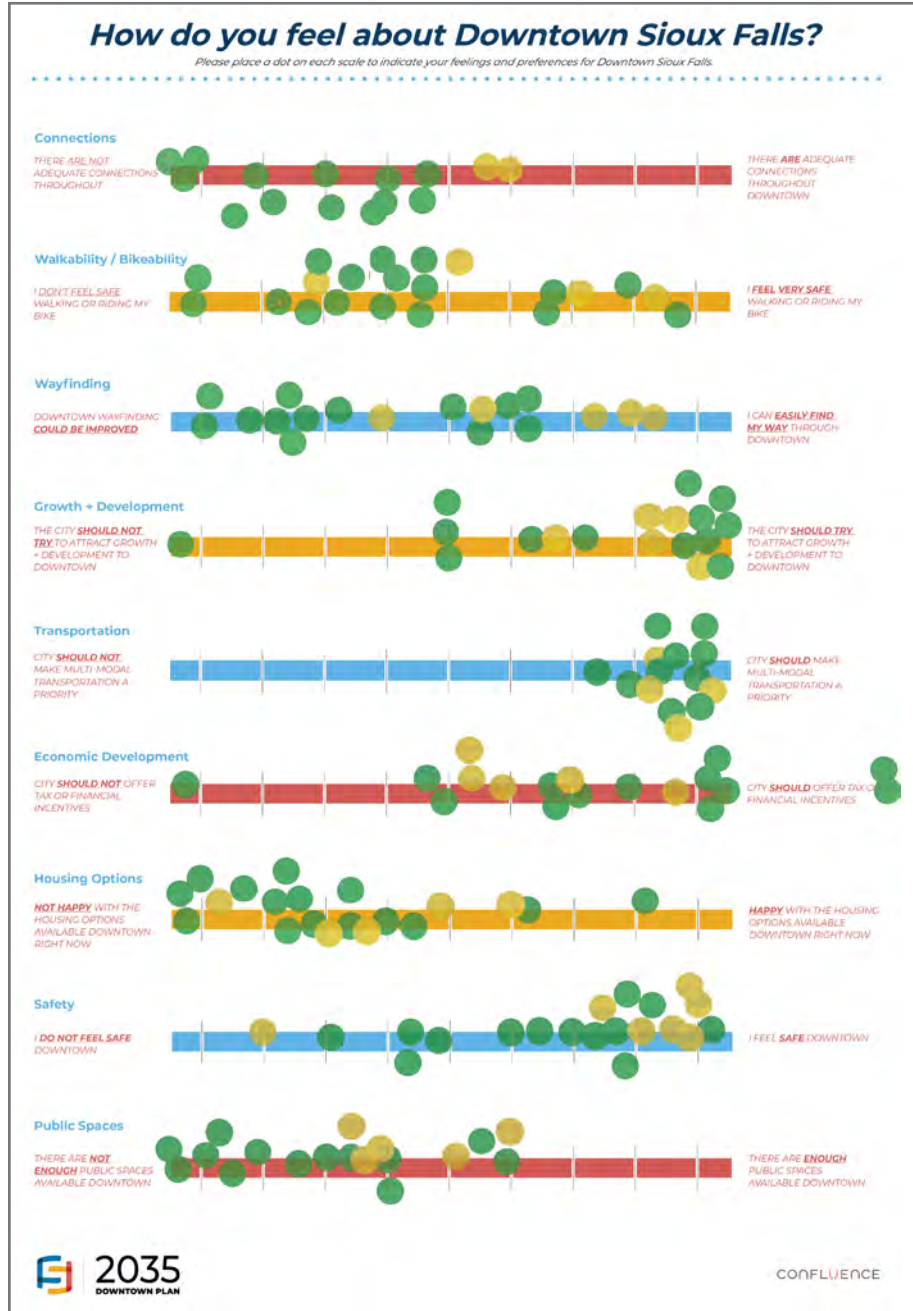 How do you feel about Downtown Sioux Falls?
Please place a dot on each scale to indicate your feelings and preferences for Downtown Sioux Falls.
Connections
THERE ARE NOT
ADEQUATE CONNECTIONS
THROUGHOUT
THERE ARE ADEQUATE
CONNECTIONS
THROUGHOUT
DOWNTOWN
Walkability / Bikeability
I DON'T FEEL SAFE
WALKING OR RIDING MY
BIKE
I FEEL VERY SAFE
WALKING OR RIDING MY
BIKE
Wayfinding
DOWNTOWN WAYFINDING
COULD BE IMPROVED
I CAN EASILY FIND
MY WAY THROUGH
DOWNTOWN
Growth + Development
THE CITY SHOULD NOT
TRY TO ATTRACT GROWTH
+ DEVELOPMENT TO
DOWNTOWN
THE CITY SHOULD TRY
TO ATTRACT GROWTH
+ DEVELOPMENT TO
DOWNTOWN
Transportation
CITY SHOULD NOT
MAKE MULTI-MODAL
TRANSPORTATION A
PRIORITY
CITY SHOULD MAKE
MULTI-MODAL
TRANSPORTATION A
PRIORITY
Economic Development
CITY SHOULD NOT OFFER
TAX OR FINANCIAL
INCENTIVES
CITY SHOULD OFFER TAX
FINANCIAL INCENTIVES
Housing Options
NOT HAPPY WITH THE
HOUSING OPTIONS
AVAILABLE DOWNTOWN
RIGHT NOW
HAPPY WITH THE HOUSING
OPTIONS AVAILABLE
DOWNTOWN RIGHT NOW
Safety
I DO NOT FEEL SAFE
DOWNTOWN
I FEEL SAFE DOWNTOWN
Public Spaces
THERE ARE NOT
ENOUGH PUBLIC SPACES
AVAILABLE DOWNTOWN
THERE ARE ENOUGH
PUBLIC SPACES
AVAILABLE DOWNTOWN
2035
DOWNTOWN PLAN
CONFLUENCE